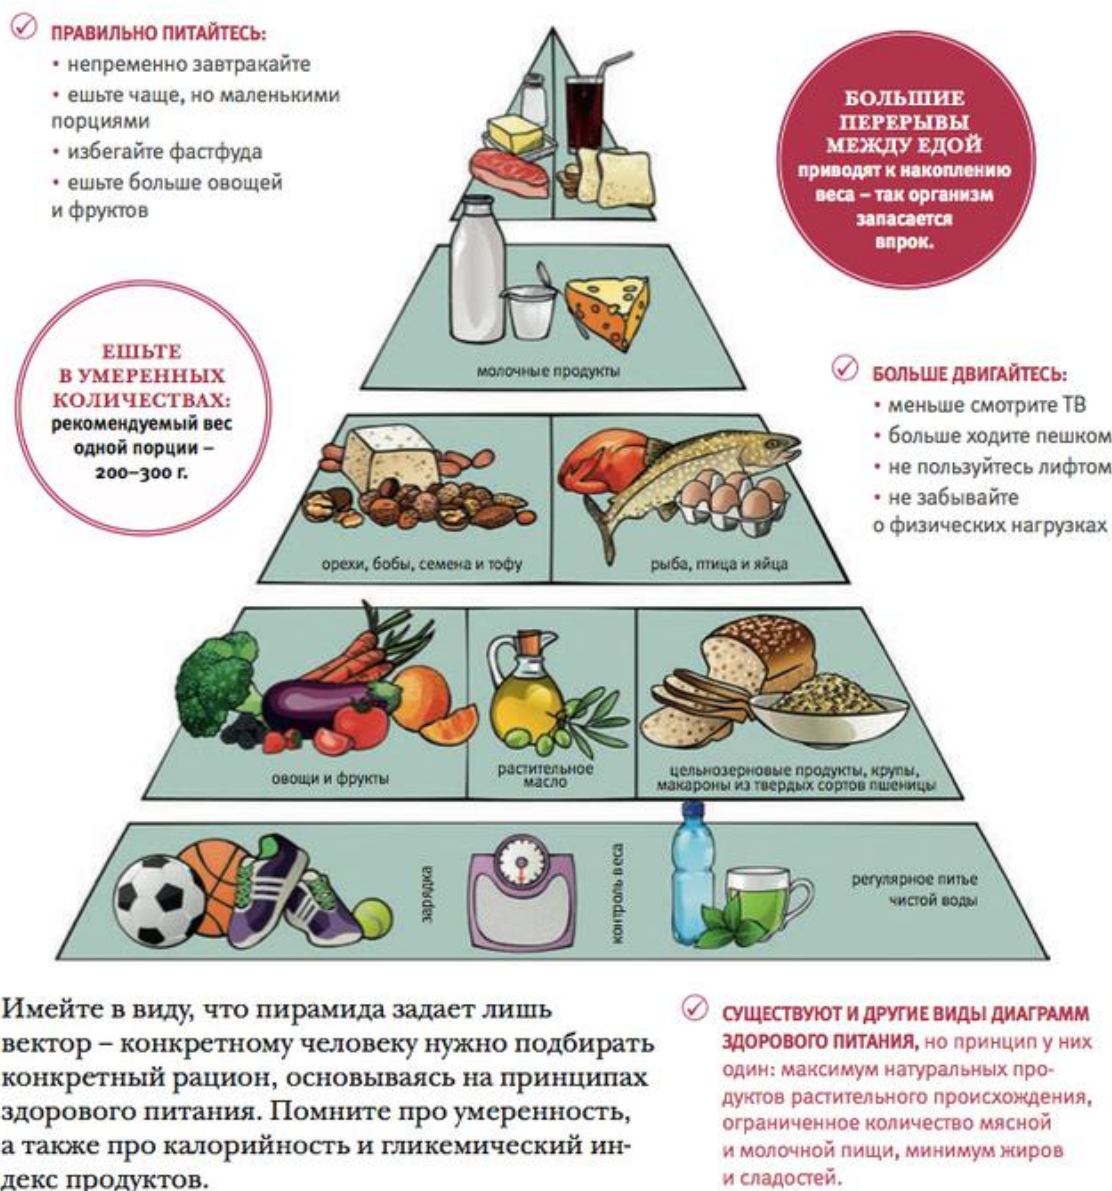 ПРАВИЛЬНО ПИТАЙТЕСЬ:
• непременно завтракайте
• ешьте чаще, но маленькими
порциями
• избегайте фастфуда
• ешьте больше овощей
и фруктов
БОЛЬШИЕ
ПЕРЕРЫВЫ
МЕЖДУ ЕДОЙ
приводят к накоплению
веса – так организм
запасается
впрок.
ЕШЬТЕ
В УМЕРЕННЫХ
КОЛИЧЕСТВАХ:
рекомендуемый вес
одной порции –
200–300 г.
молочные продукты
БОЛЬШЕ ДВИГАЙТЕСЬ:
• меньше смотрите ТВ
• больше ходите пешком
• не пользуйтесь лифтом
• не забывайте
о физических нагрузках
орехи, бобы, семена и тофу
рыба, птица и яйца
овощи и фрукты
растительное
масло
цельнозерновые продукты, крупы,
макароны из твердых сортов пшеницы
зарядка
контроль веса
регулярное питье
чистой воды
Имейте в виду, что пирамида задает лишь
вектор – конкретному человеку нужно подбирать
конкретный рацион, основываясь на принципах
здорового питания. Помните про умеренность,
а также про калорийность и гликемический ин-
декс продуктов.
СУЩЕСТВУЮТ И ДРУГИЕ ВИДЫ ДИАГРАММ
ЗДОРОВОГО ПИТАНИЯ, но принцип у них
один: максимум натуральных про-
дуктов растительного происхождения,
ограниченное количество мясной
и молочной пищи, минимум жиров
и сладостей.